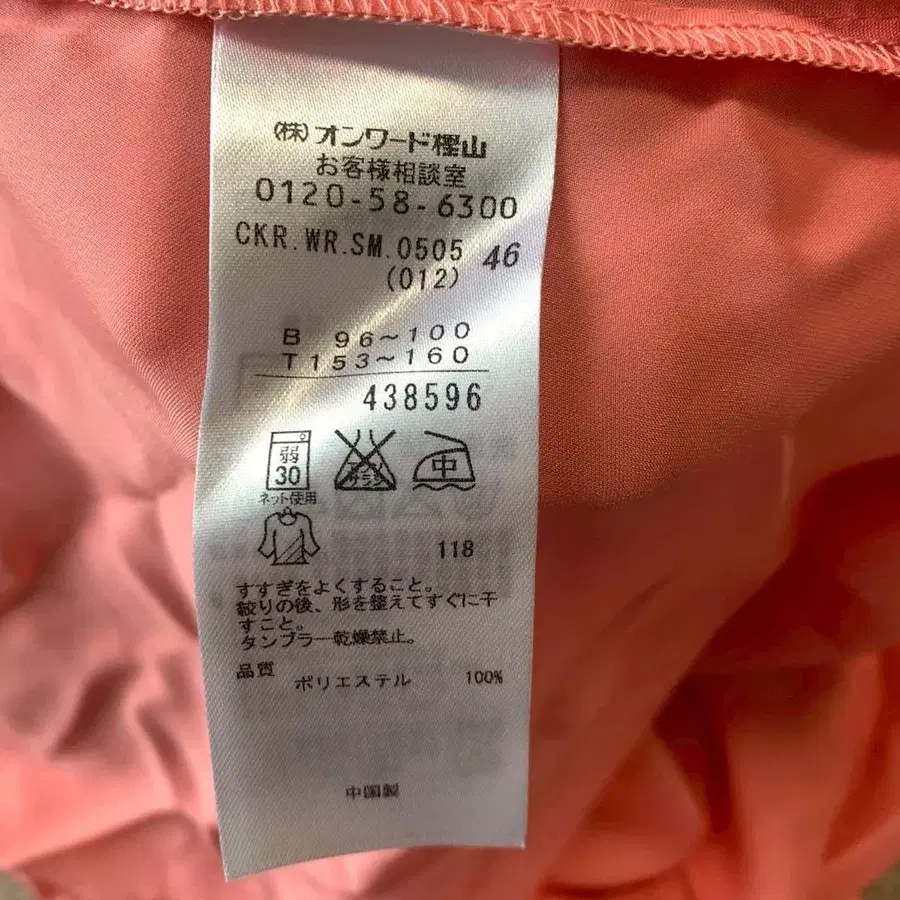 (株)オンワード樫山
お客様相談室
0120-58-6300
CKR.WR.SM.0505 46
(012)
B 96~100
T 153~160
438596
弱
30
中
ネット使用
118
すすぎをよくすること。
絞りの後、形を整えてすぐに干
すこと。
タンブラー乾燥禁止。
品質
ポリエステル 100%
中国製